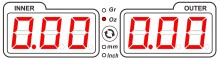 INNER
0.00
Gr
Oz
mm
Inch
OUTER
0.00